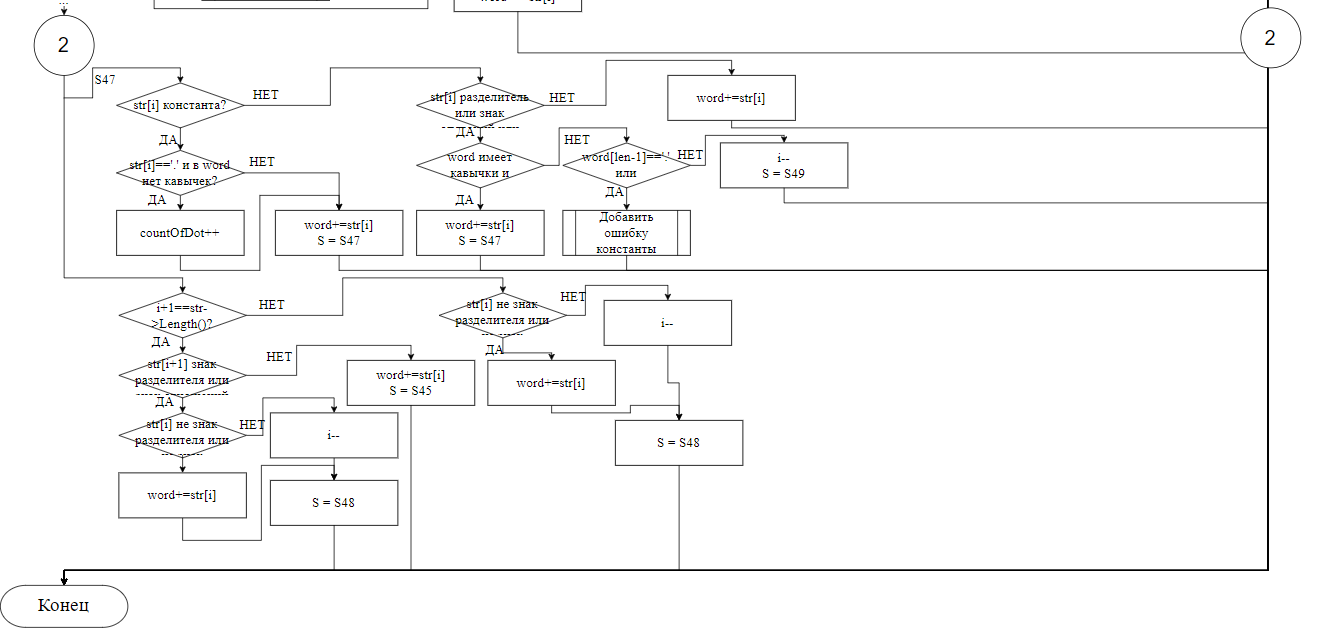 ...
2
2
S47
str[i] константа?
НЕТ
str[i] разделитель
или знак
НЕТ
word+=str[i]
ДА
ДА
str[i]=='.' и в word
нет кавычек?
НЕТ
word имеет
кавычки и
НЕТ
word[len-1]=='.'
или
НЕТ
i--
S = S49
ДА
ДА
ДА
countOfDot++
word+=str[i]
S = S47
word+=str[i]
S = S47
Добавить
ошибку
константы
i+1==str-
>Length()?
НЕТ
str[i] не знак
разделителя или
НЕТ
i--
ДА
ДА
str[i+1] знак
разделителя или
НЕТ
word+=str[i]
S = S45
word+=str[i]
ДА
str[i] не знак
разделителя или
НЕТ
i--
S = S48
word+=str[i]
S = S48
Конец